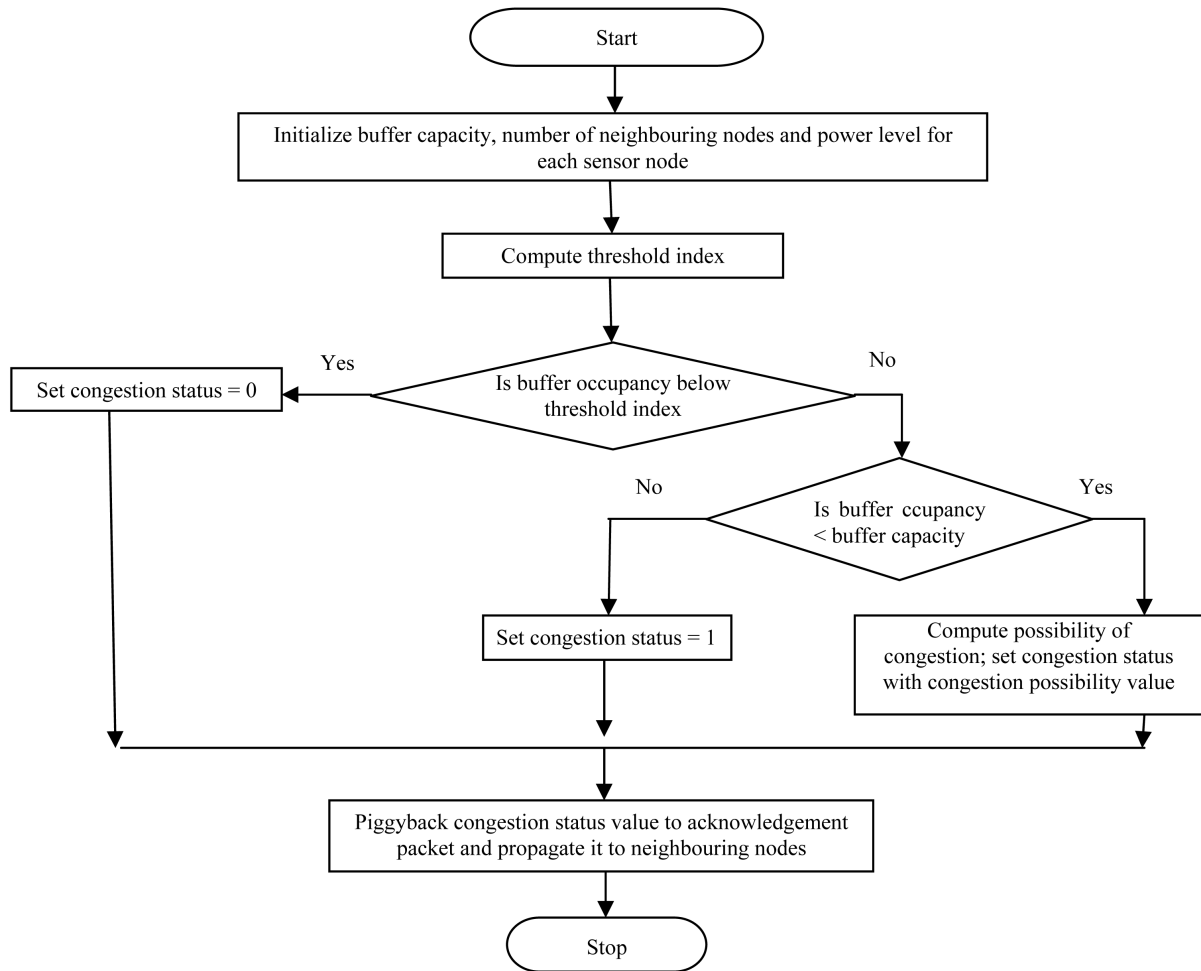 Start
Initialize buffer capacity, number of neighbouring nodes and power level for
each sensor node
Compute threshold index
Yes
No
Is buffer occupancy below
threshold index
Set congestion status = 0
No
Yes
Is buffer ccupancy
< buffer capacity
Set congestion status = 1
Compute possibility of
congestion; set congestion status
with congestion possibility value
Piggyback congestion status value to acknowledgement
packet and propagate it to neighbouring nodes
Stop